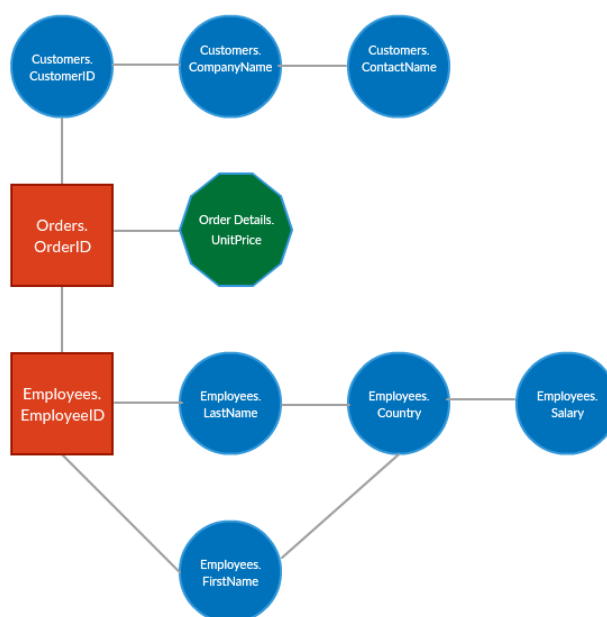 Customers.
CustomerID
Customers.
CompanyName
Customers.
ContactName
Orders.
OrderID
Order Details.
UnitPrice
Employees.
EmployeeID
Employees.
LastName
Employees.
Country
Employees.
Salary
Employees.
FirstName